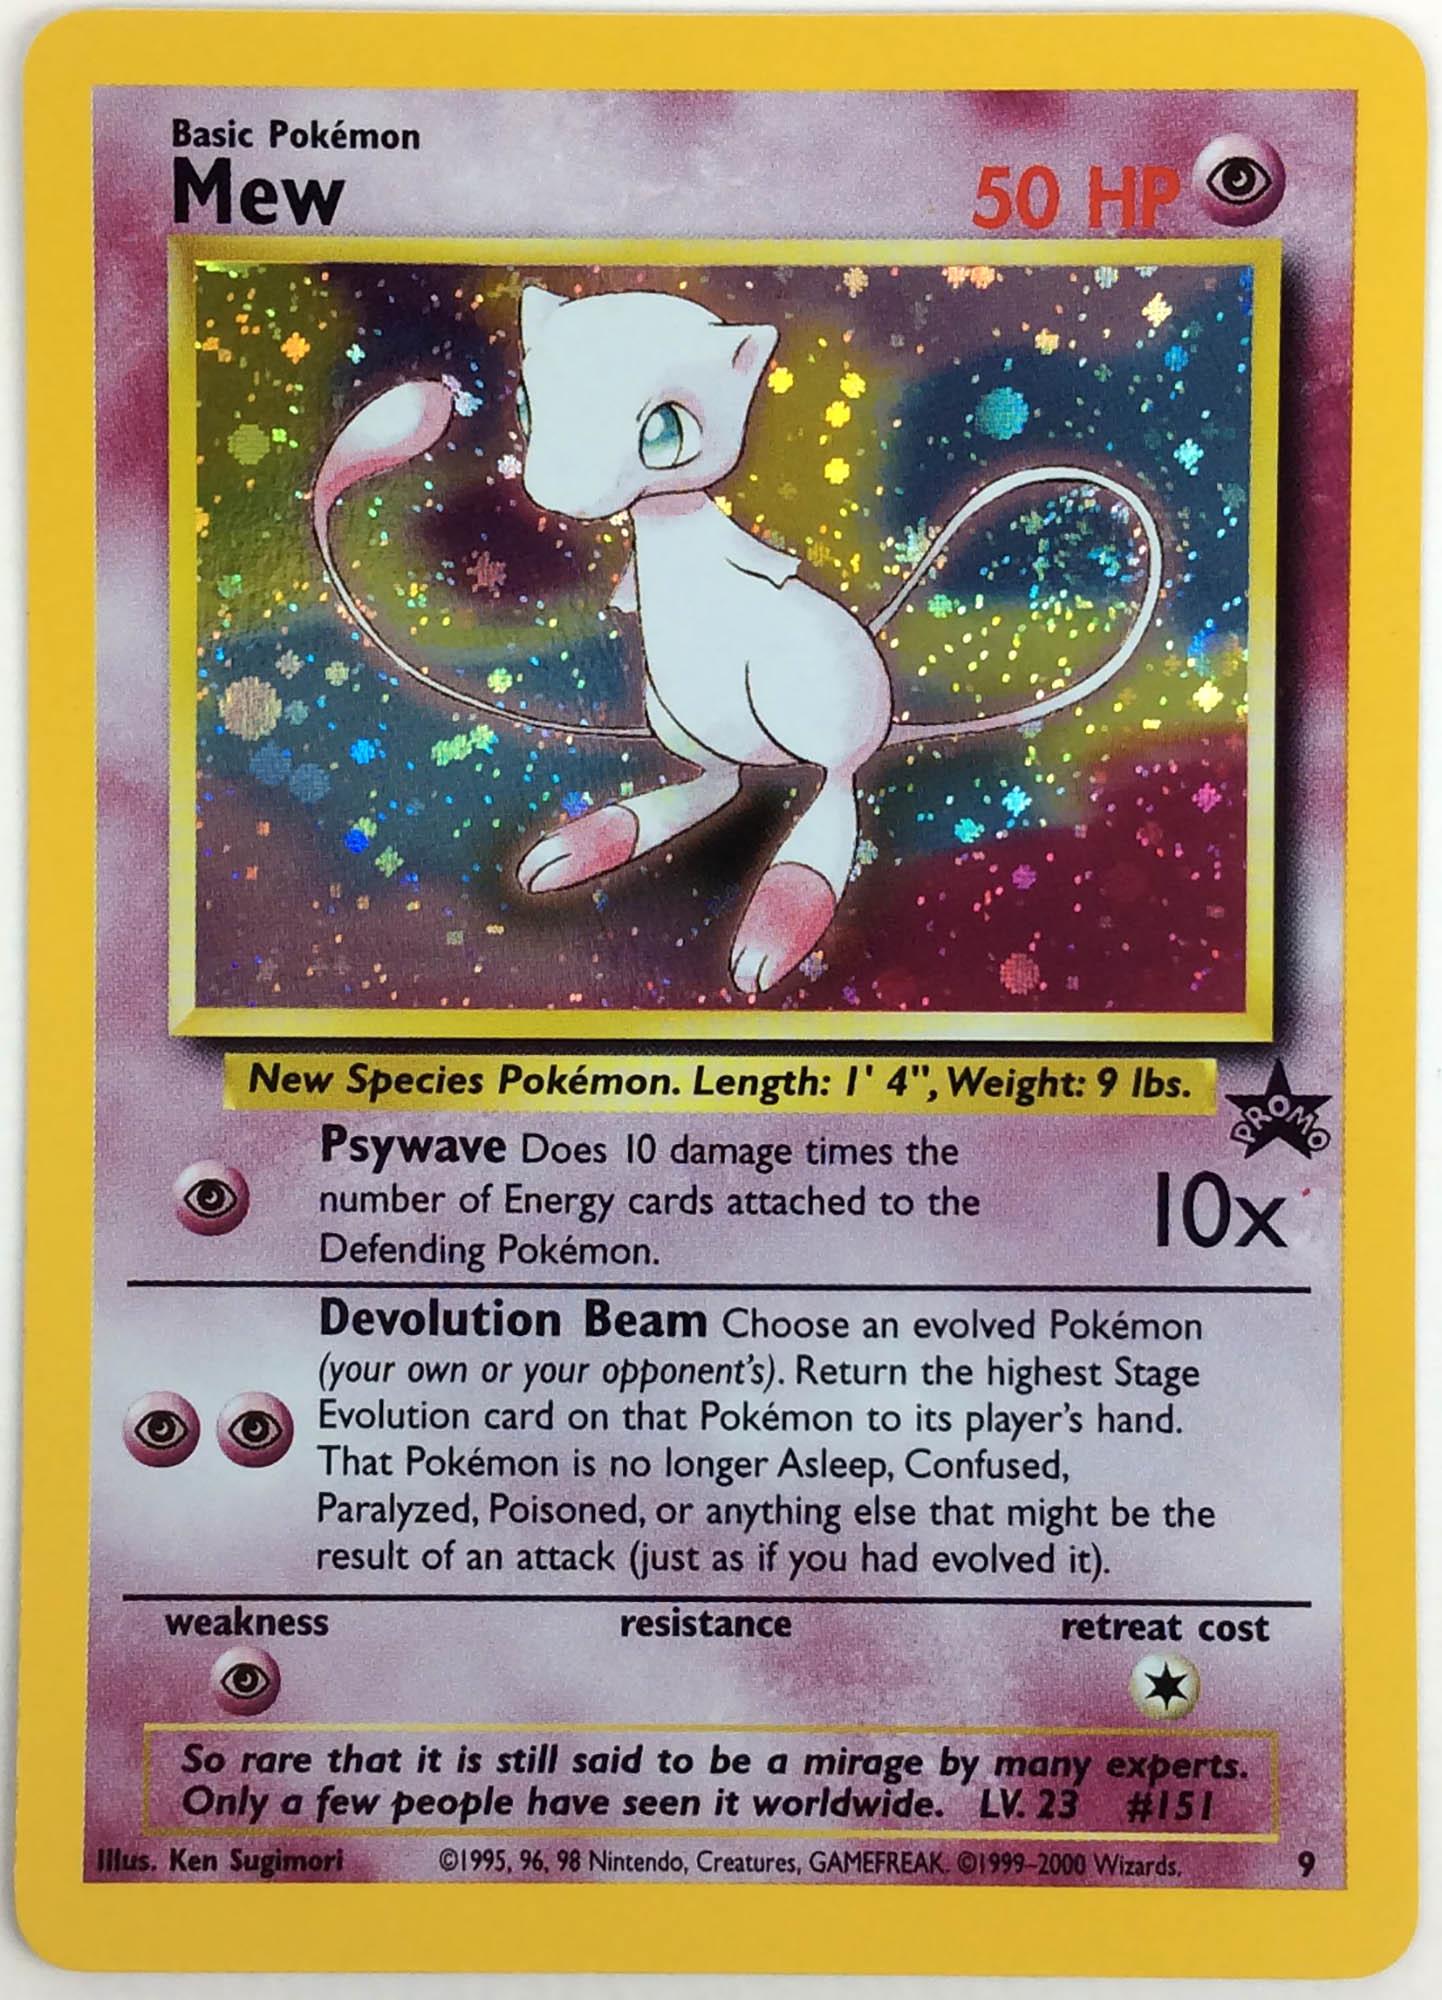 Basic Pokémon
Mew
50 HP
New Species Pokémon. Length: 1' 4", Weight: 9 lbs.
PROMO
Psywave Does 10 damage times the
number of Energy cards attached to the
Defending Pokémon.
10x
Devolution Beam Choose an evolved Pokémon
(your own or your opponent's). Return the highest Stage
Evolution card on that Pokémon to its player's hand.
That Pokémon is no longer Asleep, Confused,
Paralyzed, Poisoned, or anything else that might be the
result of an attack (just as if you had evolved it).
weakness resistance retreat cost
So rare that it is still said to be a mirage by many experts.
Only a few people have seen it worldwide. LV. 23 #151
Illus. Ken Sugimori ©1995, 96, 98 Nintendo, Creatures, GAMEFREAK. ©1999–2000 Wizards. 9